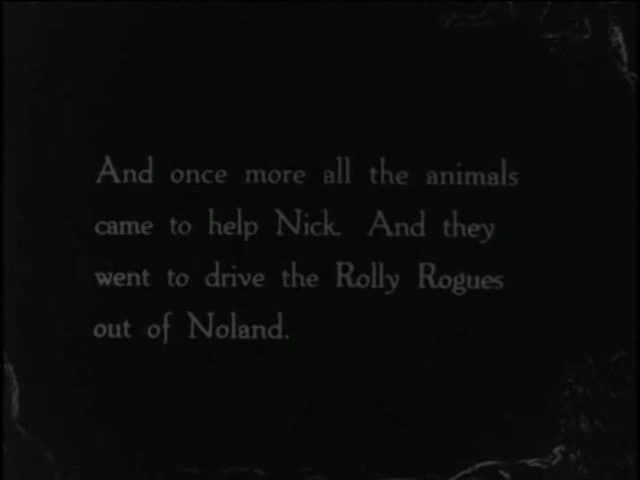 And once more all the animals
came to help Nick. And they
went to drive the Rolly Rogues
out of Noland.